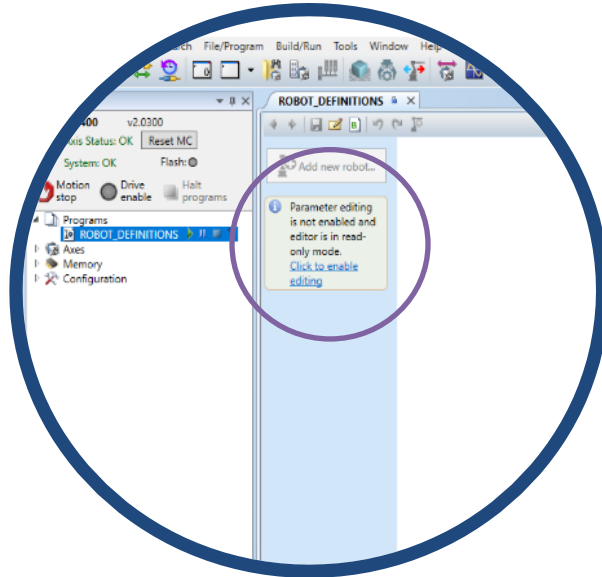 File/Program Build/Run Tools Window Help
ROBOT_DEFINITIONS
400 v2.0300
Axis Status: OK Reset MC
System: OK Flash:
Motion stop
Drive enable
Halt programs
Programs
ROBOT_DEFINITIONS
Axes
Memory
Configuration
Add new robot...
Parameter editing
is not enabled and
editor is in read-
only mode.
Click to enable
editing